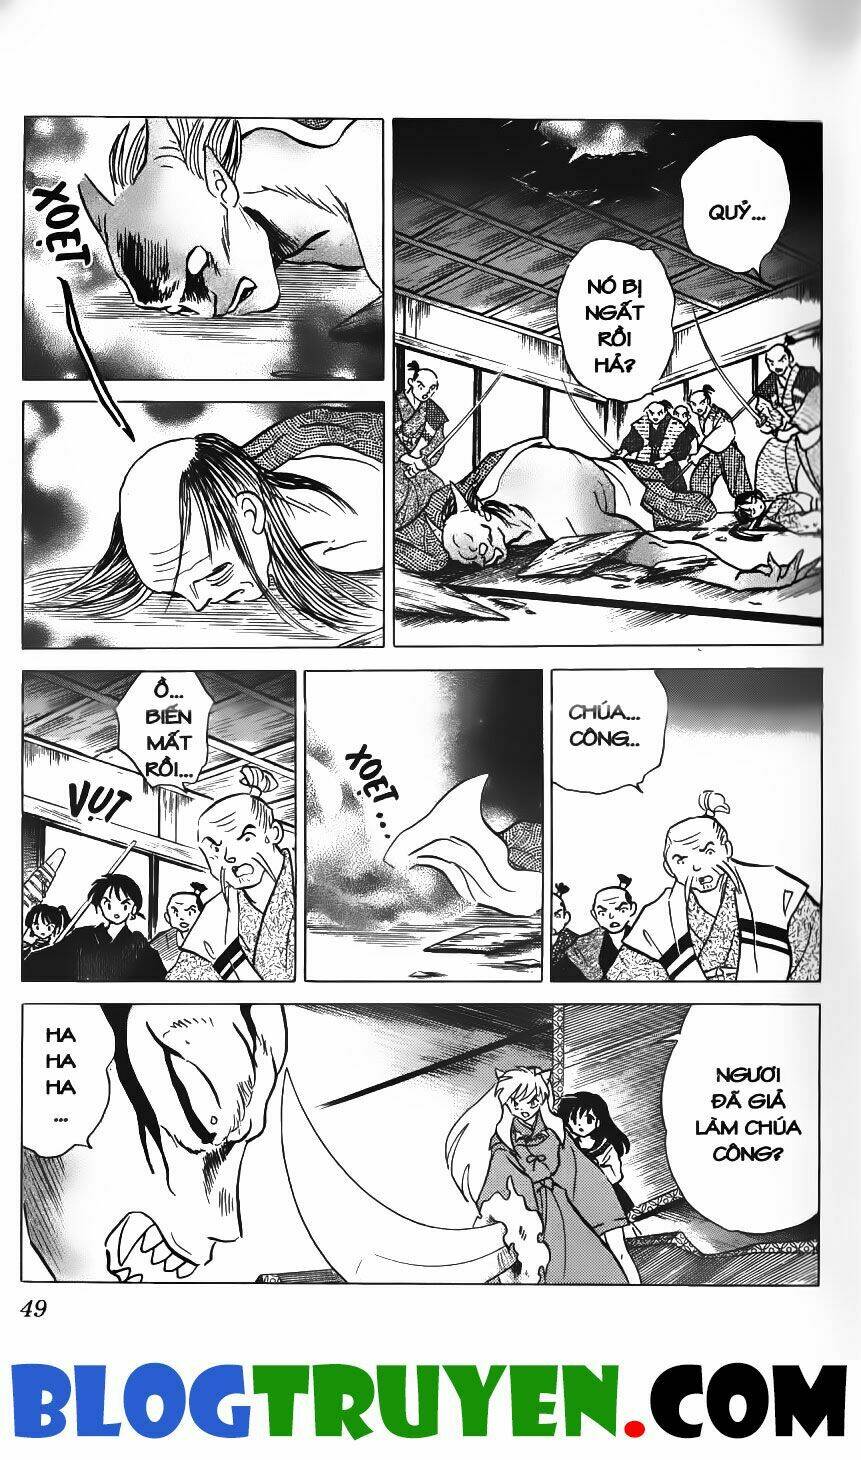 QUỶ...
NÓ BỊ
NGẤT
RỒI
HẢ?
XOẸT
CHÚA...
CÔNG...
XOẸT...
Ồ...
BIẾN
MẤT
RỒI...
VỤT
NGƯƠI
ĐÃ GIẢ
LÀM CHÚA
CÔNG?
HA
HA
HA
...
49
BLOGTRUYEN.COM